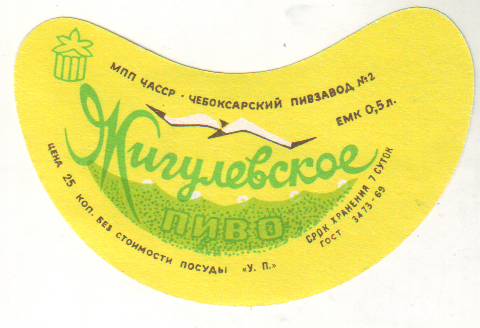 МПП ЧАССР - ЧЕБОКСАРСКИЙ ПИВЗАВОД №2
ЕМК 0,5 л.
Жигулевское
ПИВО
ЦЕНА 25 КОП. БЕЗ СТОИМОСТИ ПОСУДЫ «У. П.»
СРОК ХРАНЕНИЯ 7 СУТОК
ГОСТ 3473-69